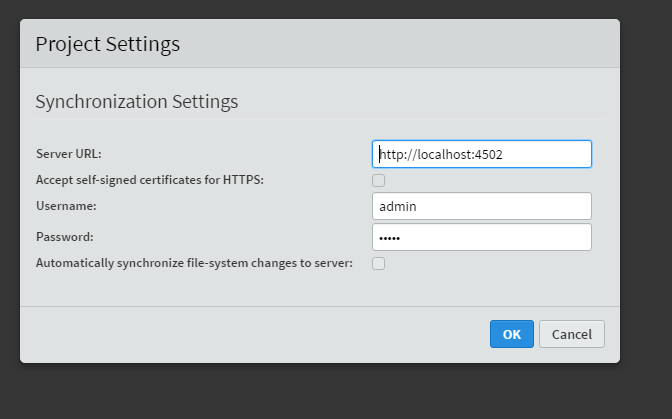 Project Settings
Synchronization Settings
Server URL: http://localhost:4502
Accept self-signed certificates for HTTPS:
Username: admin
Password: •••••
Automatically synchronize file-system changes to server:
OK Cancel